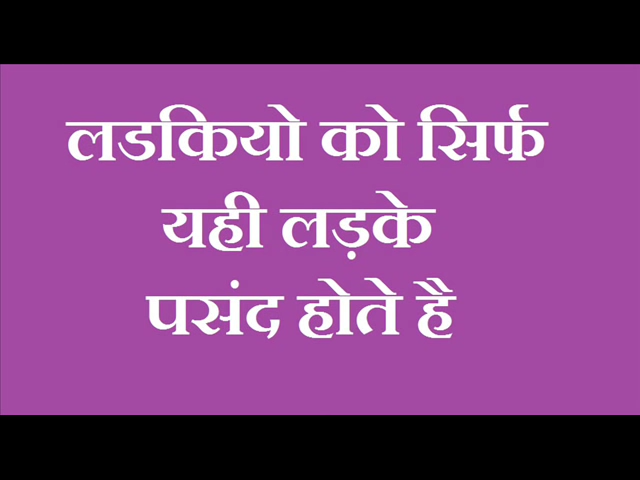 लडकियो को सिर्फ
यही लड़के
पसंद होते है